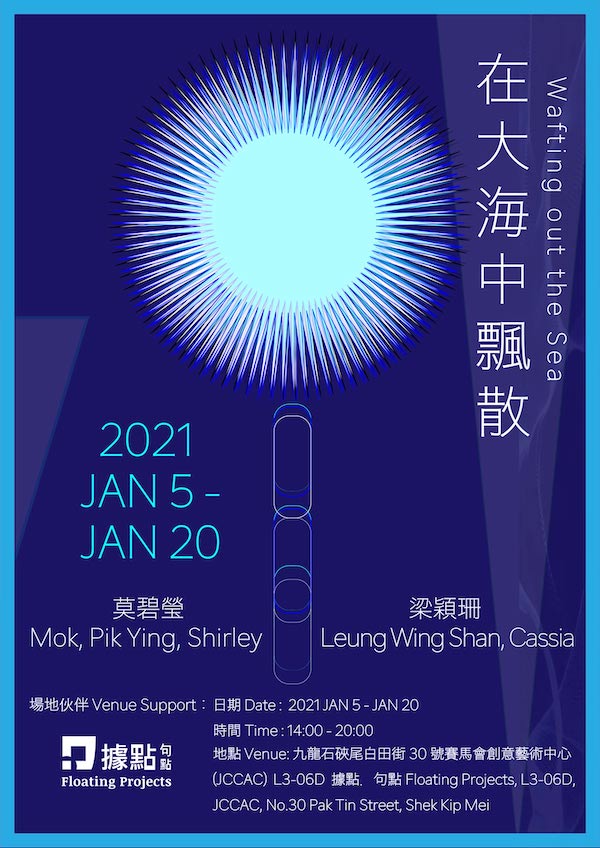 在大海中飄散
Wafting out the Sea
2021
JAN 5 -
JAN 20
莫碧瑩
Mok, Pik Ying, Shirley
梁穎珊
Leung Wing Shan, Cassia
場地伙伴 Venue Support :
據點句點
Floating Projects
日期 Date : 2021 JAN 5 - JAN 20
時間 Time : 14:00 - 20:00
地點 Venue: 九龍石硤尾白田街 30 號賽馬會創意藝術中心
(JCCAC) L3-06D 據點．句點 Floating Projects, L3-06D,
JCCAC, No.30 Pak Tin Street, Shek Kip Mei